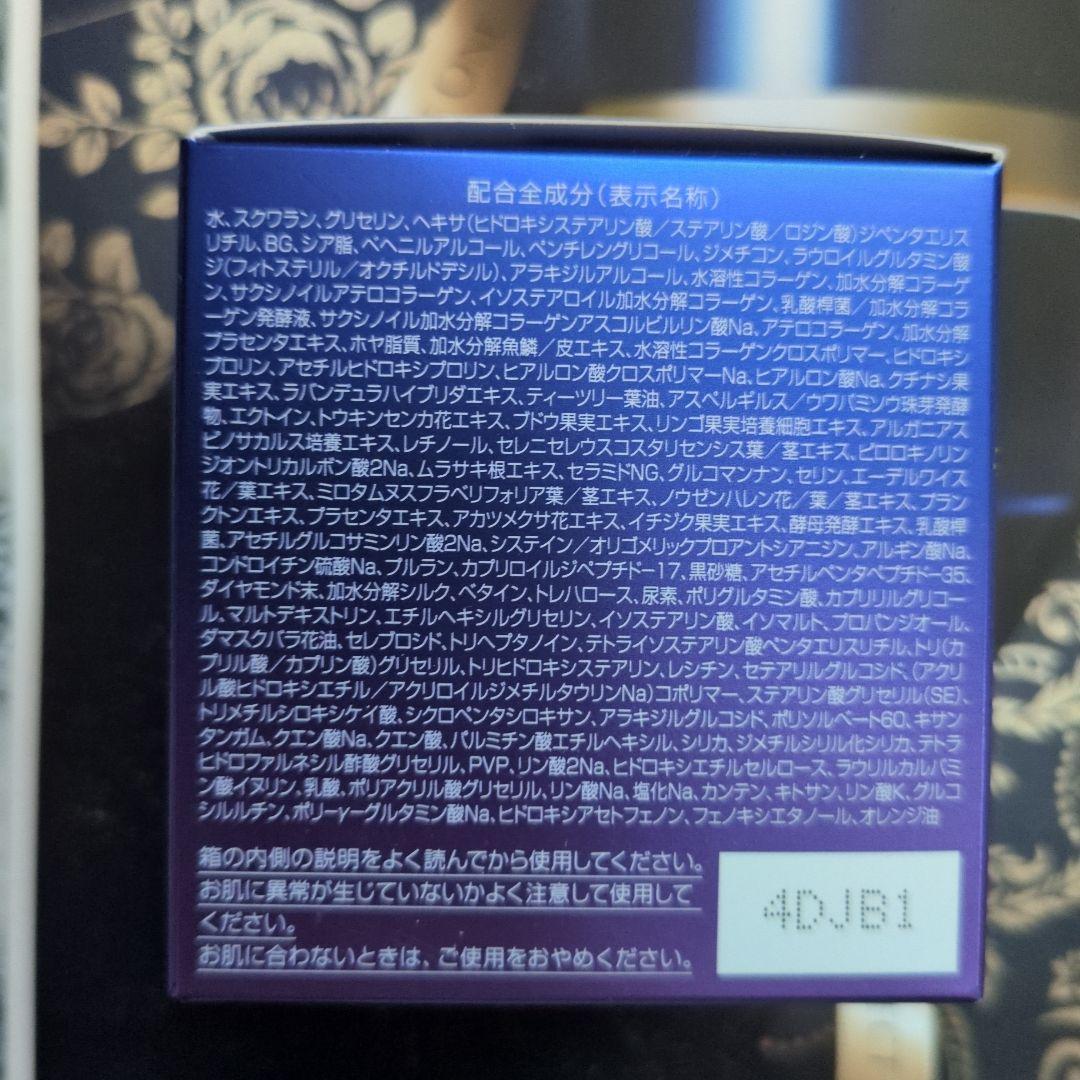 配合全成分（表示名称）
水、スクワラン、グリセリン、ヘキサ（ヒドロキシステアリン酸／ステアリン酸／ロジン酸）ジペンタエリス
リチル、BG、シア脂、ベヘニルアルコール、ペンチレングリコール、ジメチコン、ラウロイルグルタミン酸
ジ（フィトステリル／オクチルドデシル）、アラキジルアルコール、水溶性コラーゲン、加水分解コラーゲ
ン、サクシノイルアテロコラーゲン、イソステアロイル加水分解コラーゲン、乳酸桿菌／加水分解コラ
ーゲン発酵液、サクシノイル加水分解コラーゲンアスコルビルリン酸Na、アテロコラーゲン、加水分解
プラセンタエキス、ホヤ脂質、加水分解魚鱗／皮エキス、水溶性コラーゲンクロスポリマー、ヒドロキシ
プロリン、アセチルヒドロキシプロリン、ヒアルロン酸クロスポリマーNa、ヒアルロン酸Na、クチナシ果
実エキス、ラバンデュラハイブリダエキス、ティーツリー葉油、アスペルギルス／ウワバミソウ珠芽発酵
物、エクトイン、トウキンセンカ花エキス、ブドウ果実エキス、リンゴ果実培養細胞エキス、アルガニアス
ピノサカルス培養エキス、レチノール、セレニセレウスコスタリセンシス葉／茎エキス、ピロロキノリン
ジオントリカルボン酸2Na、ムラサキ根エキス、セラミドNG、グルコマンナン、セリン、エーデルワイス
花／葉エキス、ミロタムヌスフラベリフォリア葉／茎エキス、ノウゼンハレン花／葉／茎エキス、プラン
クトンエキス、プラセンタエキス、アカツメクサ花エキス、イチジク果実エキス、酵母発酵エキス、乳酸桿
菌、アセチルグルコサミンリン酸2Na、システイン／オリゴメリックプロアントシアニジン、アルギン酸Na、
コンドロイチン硫酸Na、プルラン、カプリロイルジペプチド-17、黒砂糖、アセチルペンタペプチド-35、
ダイヤモンド末、加水分解シルク、ベタイン、トレハロース、尿素、ポリグルタミン酸、カプリリルグリコー
ル、マルトデキストリン、エチルヘキシルグリセリン、イソステアリン酸、イソマルト、プロパンジオール、
ダマスクバラ花油、セレブロシド、トリヘプタノイン、テトライソステアリン酸ペンタエリスリチル、トリ（カ
プリル酸／カプリン酸）グリセリル、トリヒドロキシステアリン、レシチン、セテアリルグルコシド、（アクリ
ル酸ヒドロキシエチル／アクリロイルジメチルタウリンNa）コポリマー、ステアリン酸グリセリル（SE）、
トリメチルシロキシケイ酸、シクロペンタシロキサン、アラキジルグルコシド、ポリソルベート60、キサン
タンガム、クエン酸Na、クエン酸、パルミチン酸エチルヘキシル、シリカ、ジメチルシリル化シリカ、テトラ
ヒドロファルネシル酢酸グリセリル、PVP、リン酸2Na、ヒドロキシエチルセルロース、ラウリルカルバミ
ン酸イヌリン、乳酸、ポリアクリル酸グリセリル、リン酸Na、塩化Na、カンテン、キトサン、リン酸K、グルコ
シルルチン、ポリ-γ-グルタミン酸Na、ヒドロキシアセトフェノン、フェノキシエタノール、オレンジ油
箱の内側の説明をよく読んでから使用してください。
お肌に異常が生じていないかよく注意して使用して
ください。
お肌に合わないときは、ご使用をおやめください。
4DJB1